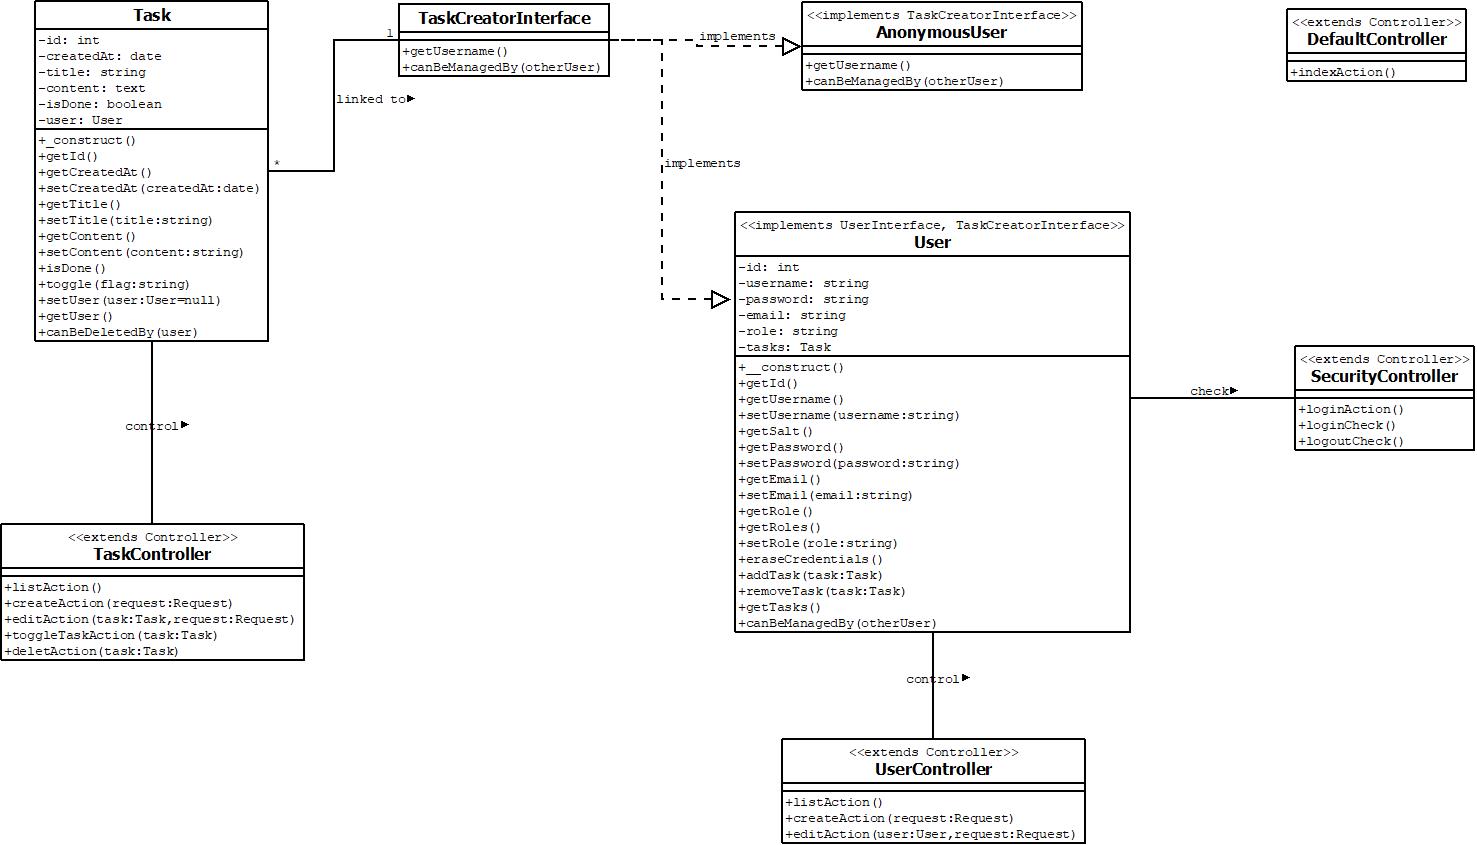 Task
-id: int
-createdAt: date
-title: string
-content: text
-isDone: boolean
-user: User
+_construct()
+getId()
+getCreatedAt()
+setCreatedAt(createdAt:date)
+getTitle()
+setTitle(title:string)
+getContent()
+setContent(content:string)
+isDone()
+toggle(flag:string)
+setUser(user:User=null)
+getUser()
+canBeDeletedBy(user)
*
1
linked to
TaskCreatorInterface
+getUsername()
+canBeManagedBy(otherUser)
implements
implements
<<implements TaskCreatorInterface>>
AnonymousUser
+getUsername()
+canBeManagedBy(otherUser)
<<extends Controller>>
DefaultController
+indexAction()
<<implements UserInterface, TaskCreatorInterface>>
User
-id: int
-username: string
-password: string
-email: string
-role: string
-tasks: Task
+__construct()
+getId()
+getUsername()
+setUsername(username:string)
+getSalt()
+getPassword()
+setPassword(password:string)
+getEmail()
+setEmail(email:string)
+getRole()
+getRoles()
+setRole(role:string)
+eraseCredentials()
+addTask(task:Task)
+removeTask(task:Task)
+getTasks()
+canBeManagedBy(otherUser)
check
<<extends Controller>>
SecurityController
+loginAction()
+loginCheck()
+logoutCheck()
control
<<extends Controller>>
TaskController
+listAction()
+createAction(request:Request)
+editAction(task:Task,request:Request)
+toggleTaskAction(task:Task)
+deletAction(task:Task)
control
<<extends Controller>>
UserController
+listAction()
+createAction(request:Request)
+editAction(user:User,request:Request)